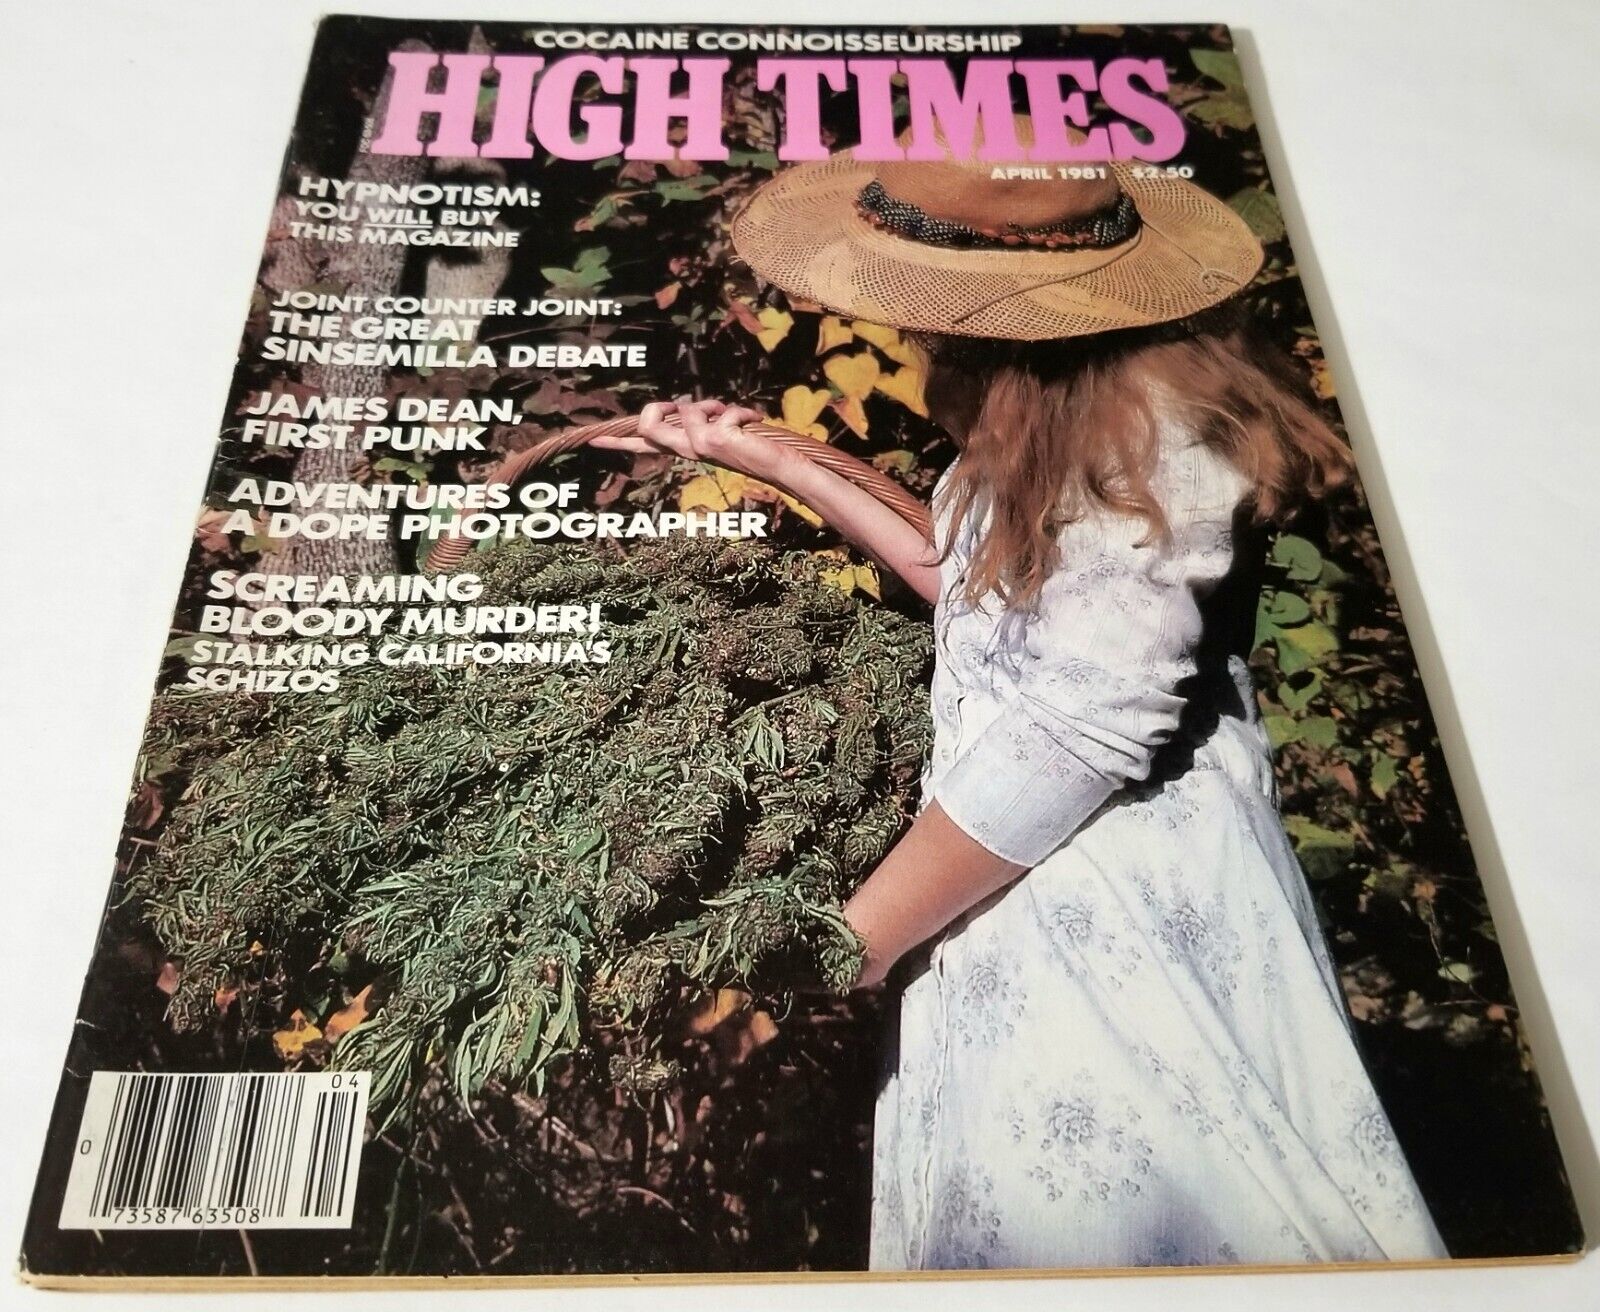 COCAINE CONNOISSEURSHIP
HIGH TIMES
APRIL 1981 $2.50
HYPNOTISM:
YOU WILL BUY
THIS MAGAZINE
JOINT COUNTER JOINT:
THE GREAT
SINSEMILLA DEBATE
JAMES DEAN,
FIRST PUNK
ADVENTURES OF
A DOPE PHOTOGRAPHER
SCREAMING
BLOODY MURDER!
STALKING CALIFORNIA'S
SCHIZOS
04
0 73587 63508